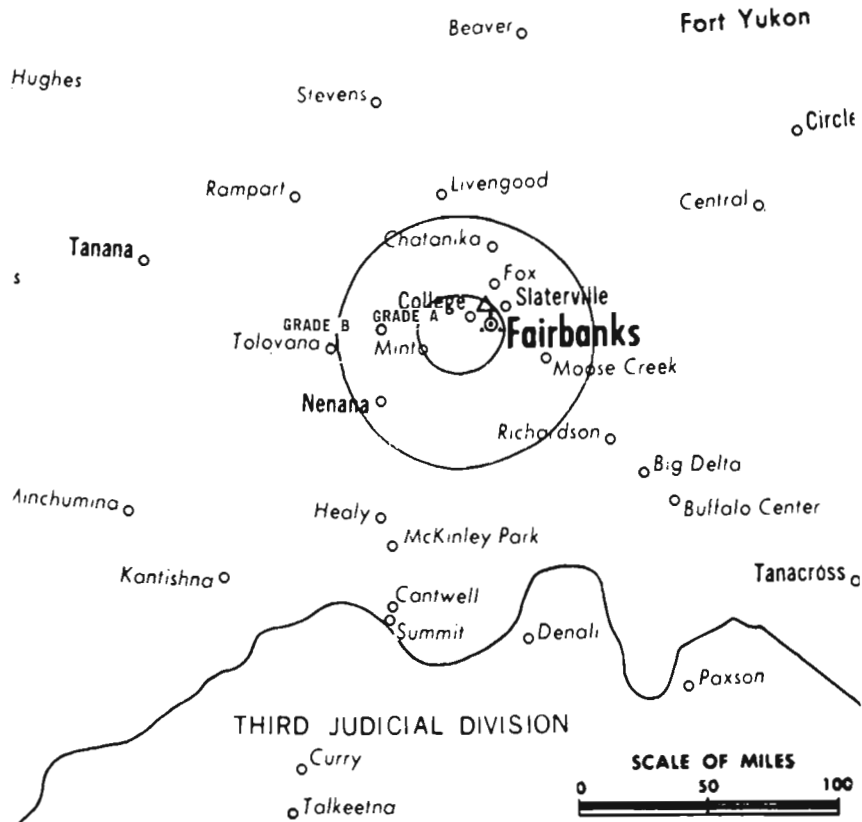 Beaver
Fort Yukon
Hughes
Stevens
Circle
Rampart
Livengood
Central
Chatanika
Tanana
s
Fox
College
Slaterville
GRADE B
GRADE A
Fairbanks
Tolovana
Minto
Moose Creek
Nenana
Richardson
Big Delta
Minchumina
Healy
Buffalo Center
McKinley Park
Kantishna
Tanacross
Cantwell
Summit
Denali
Paxson
THIRD JUDICIAL DIVISION
Curry
SCALE OF MILES
0 50 100
Talkeetna